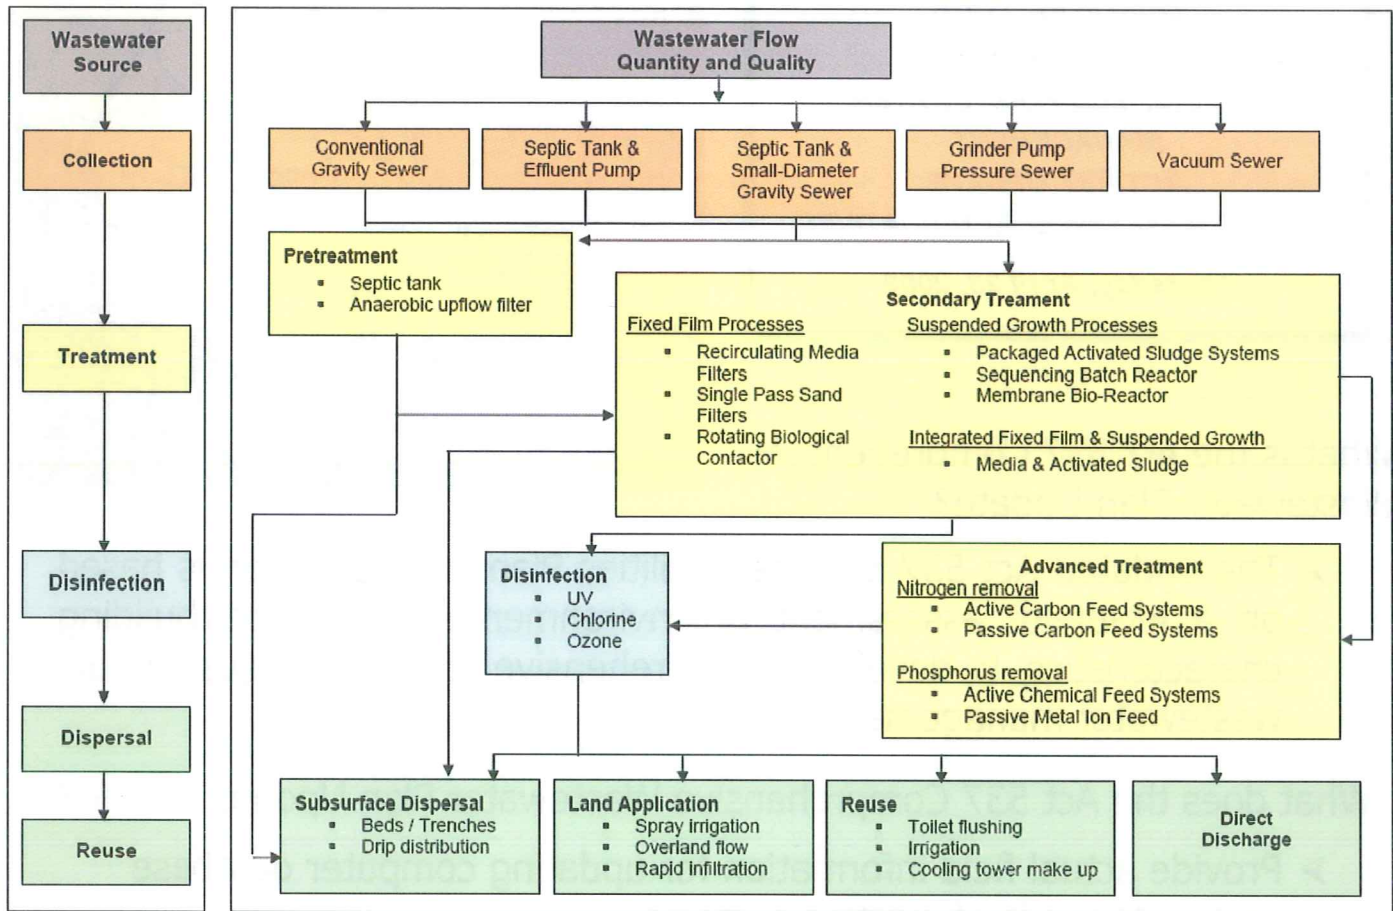 Wastewater
Source
Collection
Treatment
Disinfection
Dispersal
Reuse
Wastewater Flow
Quantity and Quality
Conventional
Gravity Sewer
Septic Tank &
Effluent Pump
Septic Tank &
Small-Diameter
Gravity Sewer
Grinder Pump
Pressure Sewer
Vacuum Sewer
Pretreatment
▪ Septic tank
▪ Anaerobic upflow filter
Secondary Treament
Fixed Film Processes
▪ Recirculating Media
Filters
▪ Single Pass Sand
Filters
▪ Rotating Biological
Contactor
Suspended Growth Processes
▪ Packaged Activated Sludge Systems
▪ Sequencing Batch Reactor
▪ Membrane Bio-Reactor
Integrated Fixed Film & Suspended Growth
▪ Media & Activated Sludge
Disinfection
▪ UV
▪ Chlorine
▪ Ozone
Advanced Treatment
Nitrogen removal
▪ Active Carbon Feed Systems
▪ Passive Carbon Feed Systems
Phosphorus removal
▪ Active Chemical Feed Systems
▪ Passive Metal Ion Feed
Subsurface Dispersal
▪ Beds / Trenches
▪ Drip distribution
Land Application
▪ Spray irrigation
▪ Overland flow
▪ Rapid Infiltration
Reuse
▪ Toilet flushing
▪ Irrigation
▪ Cooling tower make up
Direct
Discharge
What does the Act 537
➤ Provide